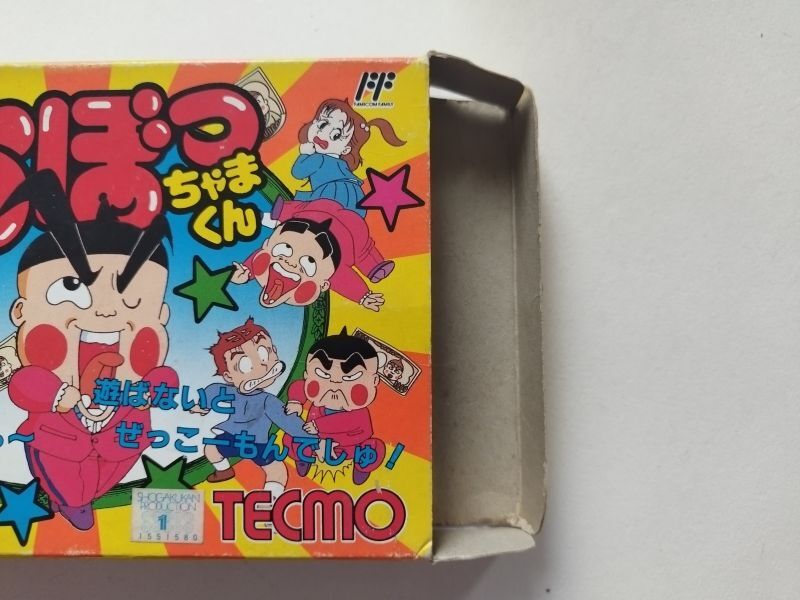 FAMICOM FAMILY
ぼっ
ちゃま
くん
遊ばないと
～ ぜっこーもんでしゅ!
SHOGAKUKAN
PRODUCTION
1
1551580
TECMO